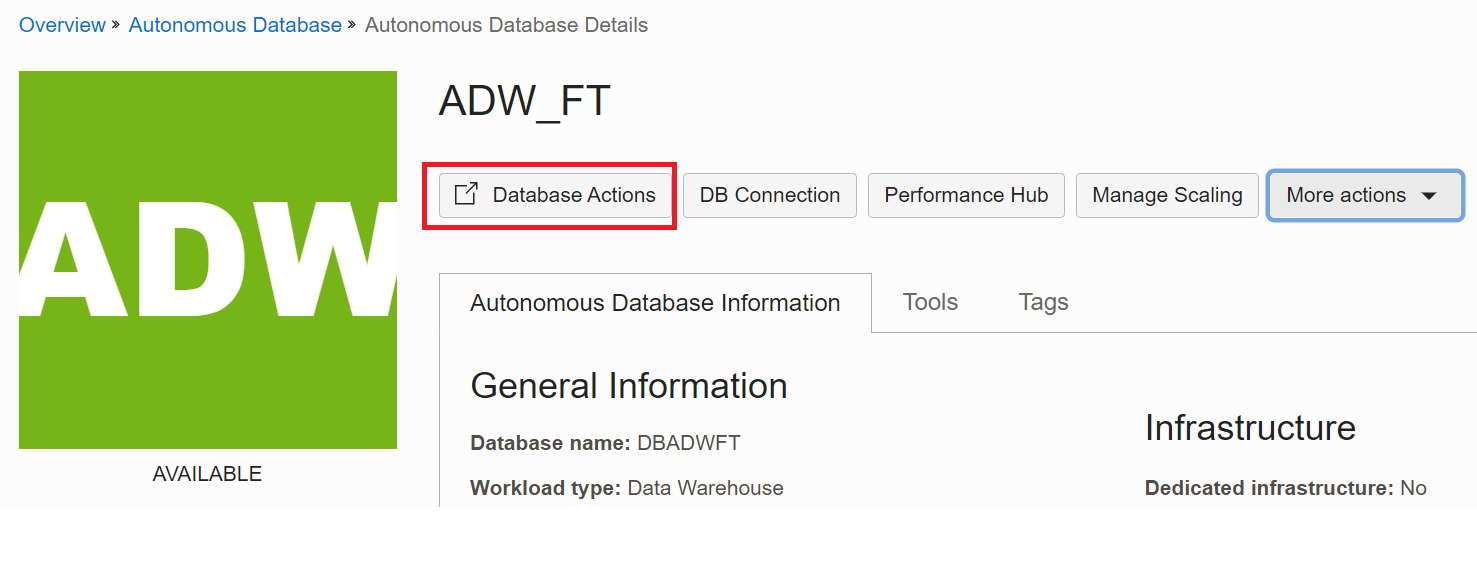 Overview » Autonomous Database » Autonomous Database Details
ADW
AVAILABLE
ADW_FT
Database Actions DB Connection Performance Hub Manage Scaling More actions
Autonomous Database Information Tools Tags
General Information
Database name: DBADWFT
Workload type: Data Warehouse
Infrastructure
Dedicated infrastructure: No